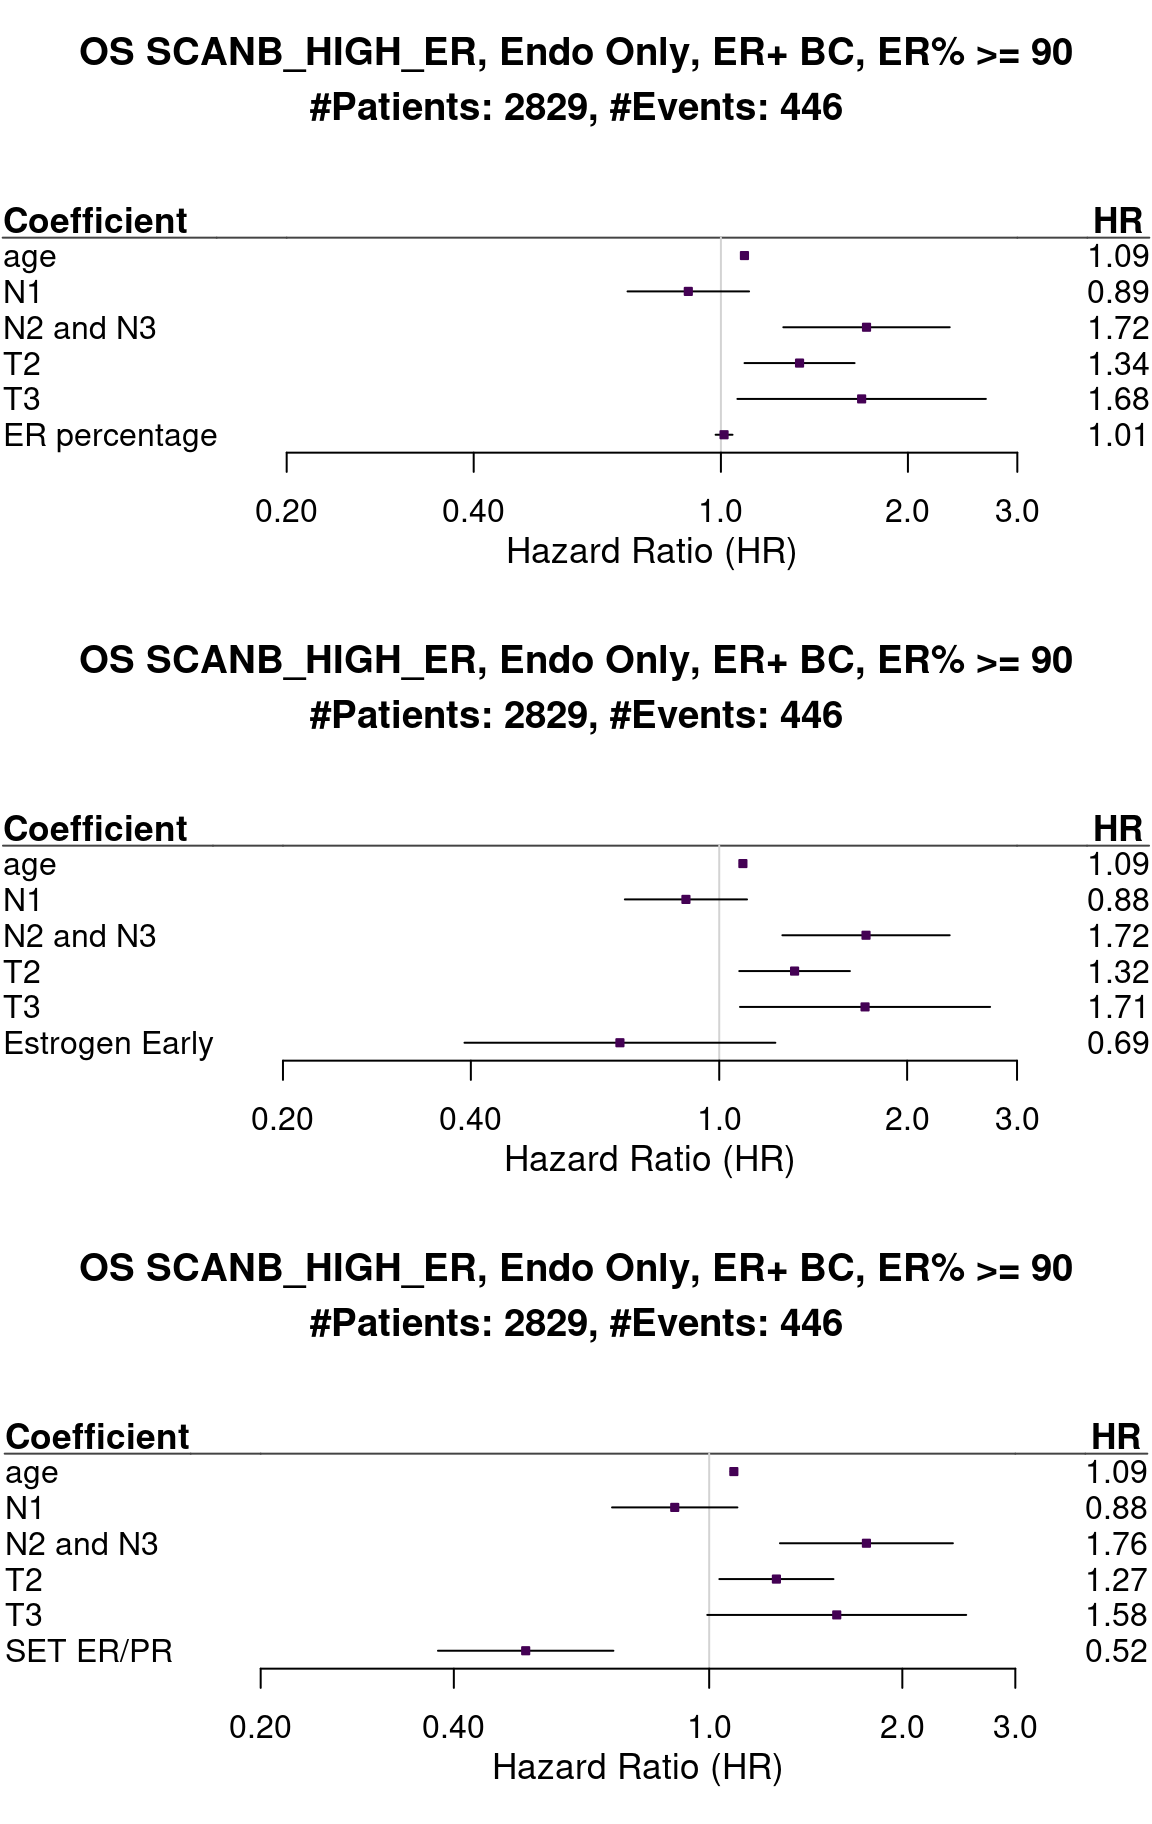 OS SCANB_HIGH_ER, Endo Only, ER+ BC, ER% >= 90
#Patients: 2829, #Events: 446
Coefficient HR
age 1.09
N1 0.89
N2 and N3 1.72
T2 1.34
T3 1.68
ER percentage 1.01
0.20 0.40 1.0 2.0 3.0
Hazard Ratio (HR)
OS SCANB_HIGH_ER, Endo Only, ER+ BC, ER% >= 90
#Patients: 2829, #Events: 446
Coefficient HR
age 1.09
N1 0.88
N2 and N3 1.72
T2 1.32
T3 1.71
Estrogen Early 0.69
0.20 0.40 1.0 2.0 3.0
Hazard Ratio (HR)
OS SCANB_HIGH_ER, Endo Only, ER+ BC, ER% >= 90
#Patients: 2829, #Events: 446
Coefficient HR
age 1.09
N1 0.88
N2 and N3 1.76
T2 1.27
T3 1.58
SET ER/PR 0.52
0.20 0.40 1.0 2.0 3.0
Hazard Ratio (HR)